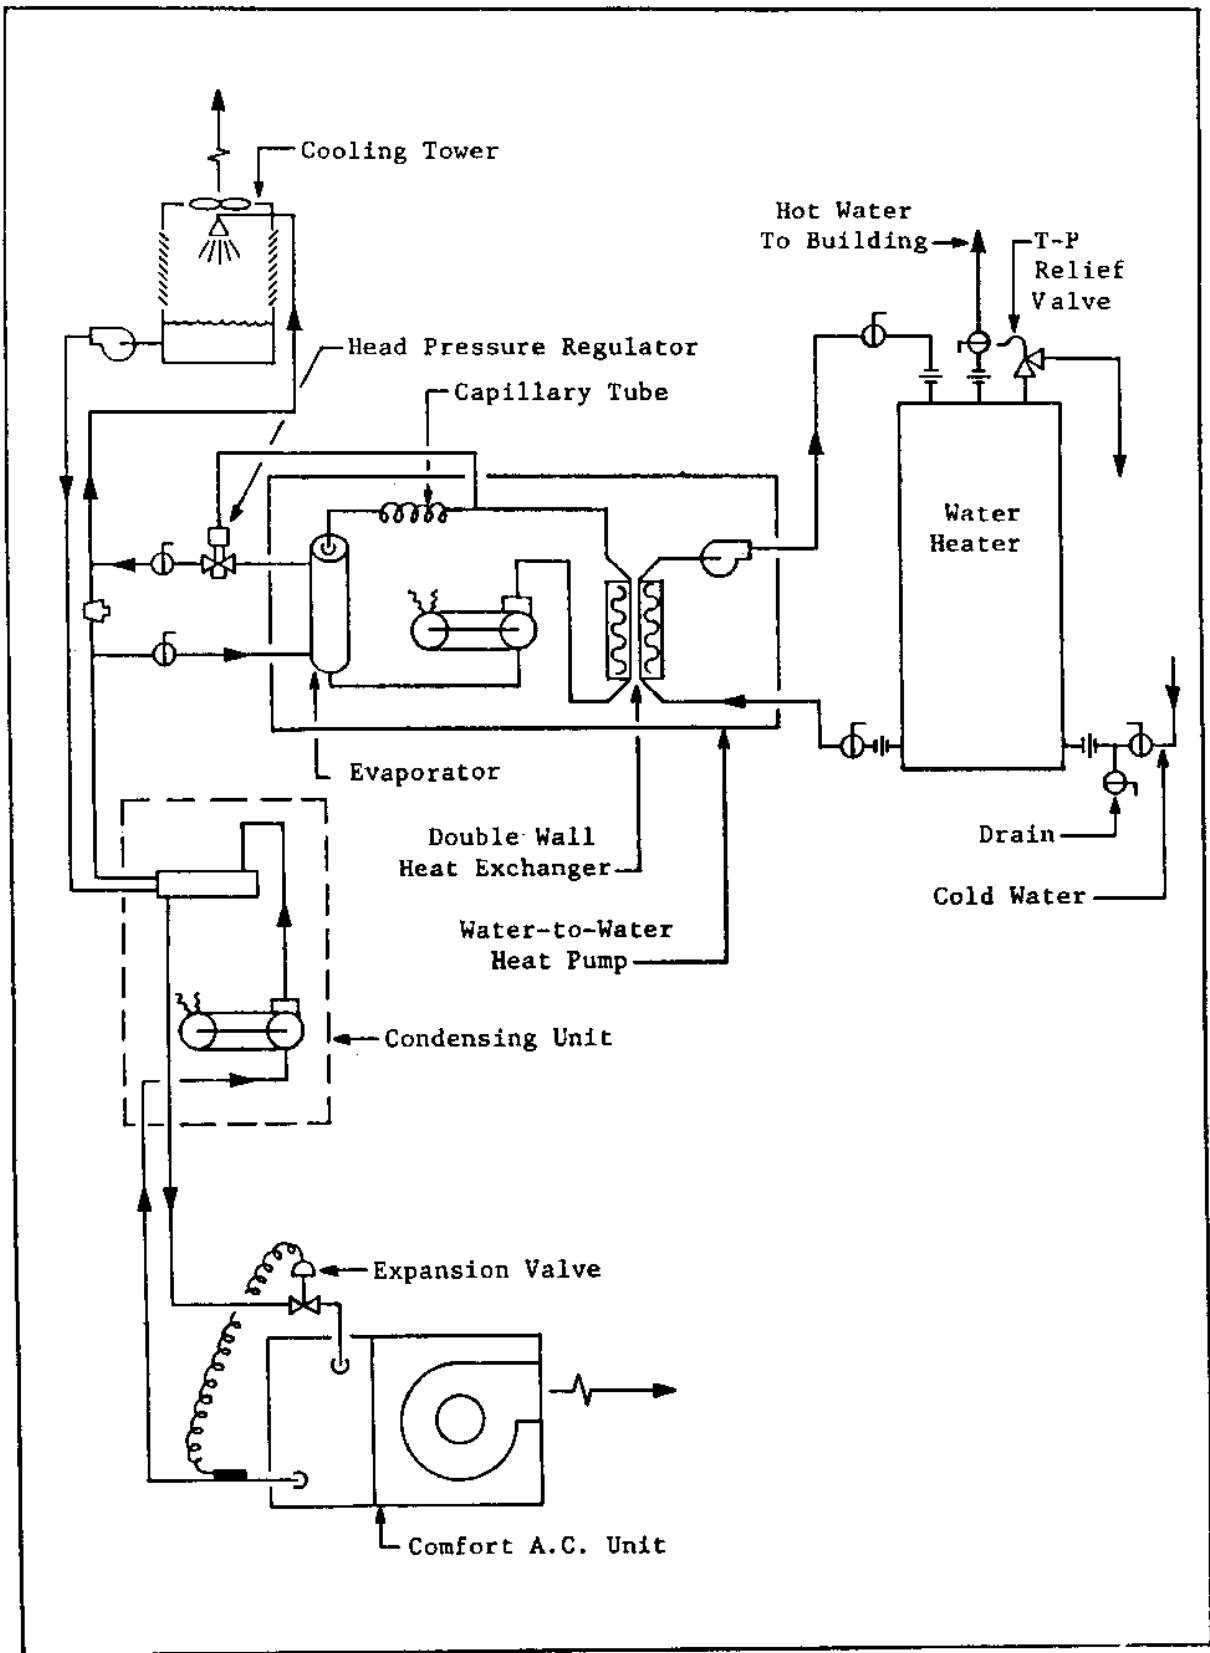 Cooling Tower
Hot Water
To Building
T-P
Relief
Valve
Head Pressure Regulator
Capillary Tube
Water
Heater
Evaporator
Double Wall
Heat Exchanger
Drain
Cold Water
Water-to-Water
Heat Pump
Condensing Unit
Expansion Valve
Comfort A.C. Unit